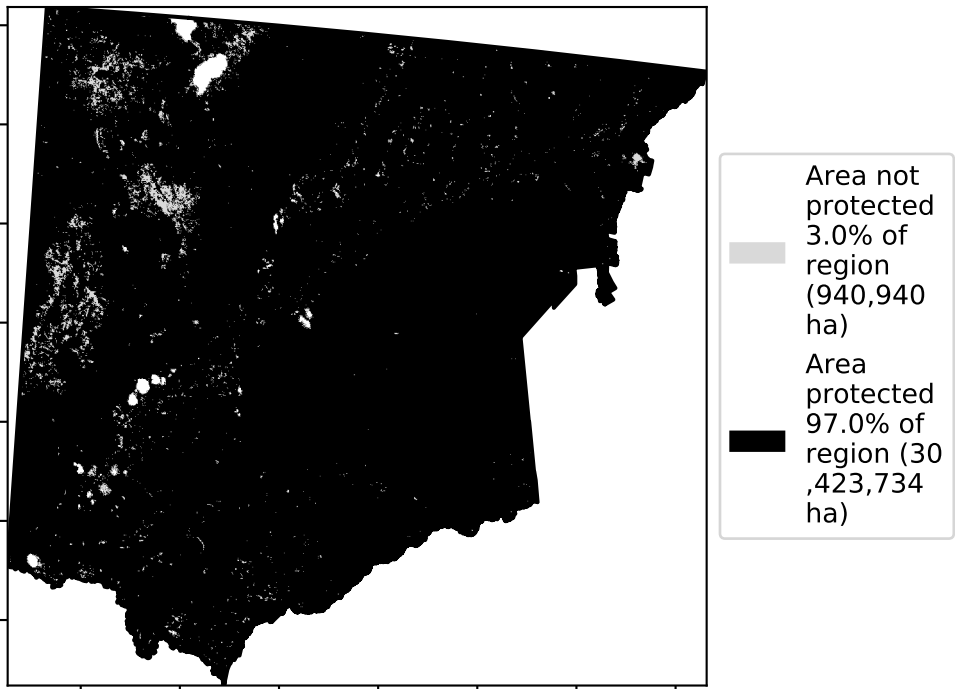 Area not
protected
3.0% of
region
(940,940
ha)
Area
protected
97.0% of
region (30
,423,734
ha)